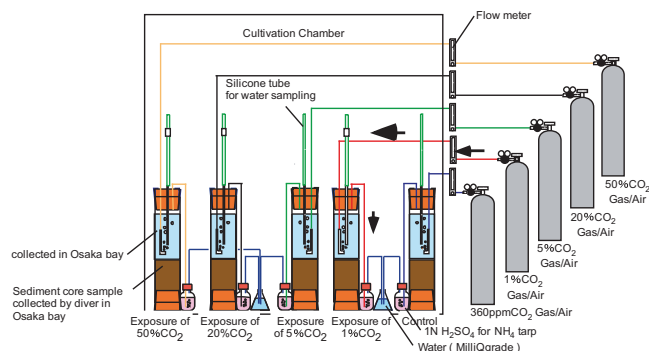 Flow meter
Cultivation Chamber
Silicone tube
for water sampling
50%CO2
Gas/Air
20%CO2
Gas/Air
5%CO2
Gas/Air
1%CO2
Gas/Air
360ppmCO2 Gas/Air
collected in Osaka bay
Sediment core sample
collected by diver in
Osaka bay
Exposure of
50%CO2
Exposure of
20%CO2
Exposure
of 5%CO2
Exposure of
1%CO2
Control
1N H2SO4 for NH4 tarp
Water ( MilliQqrade )